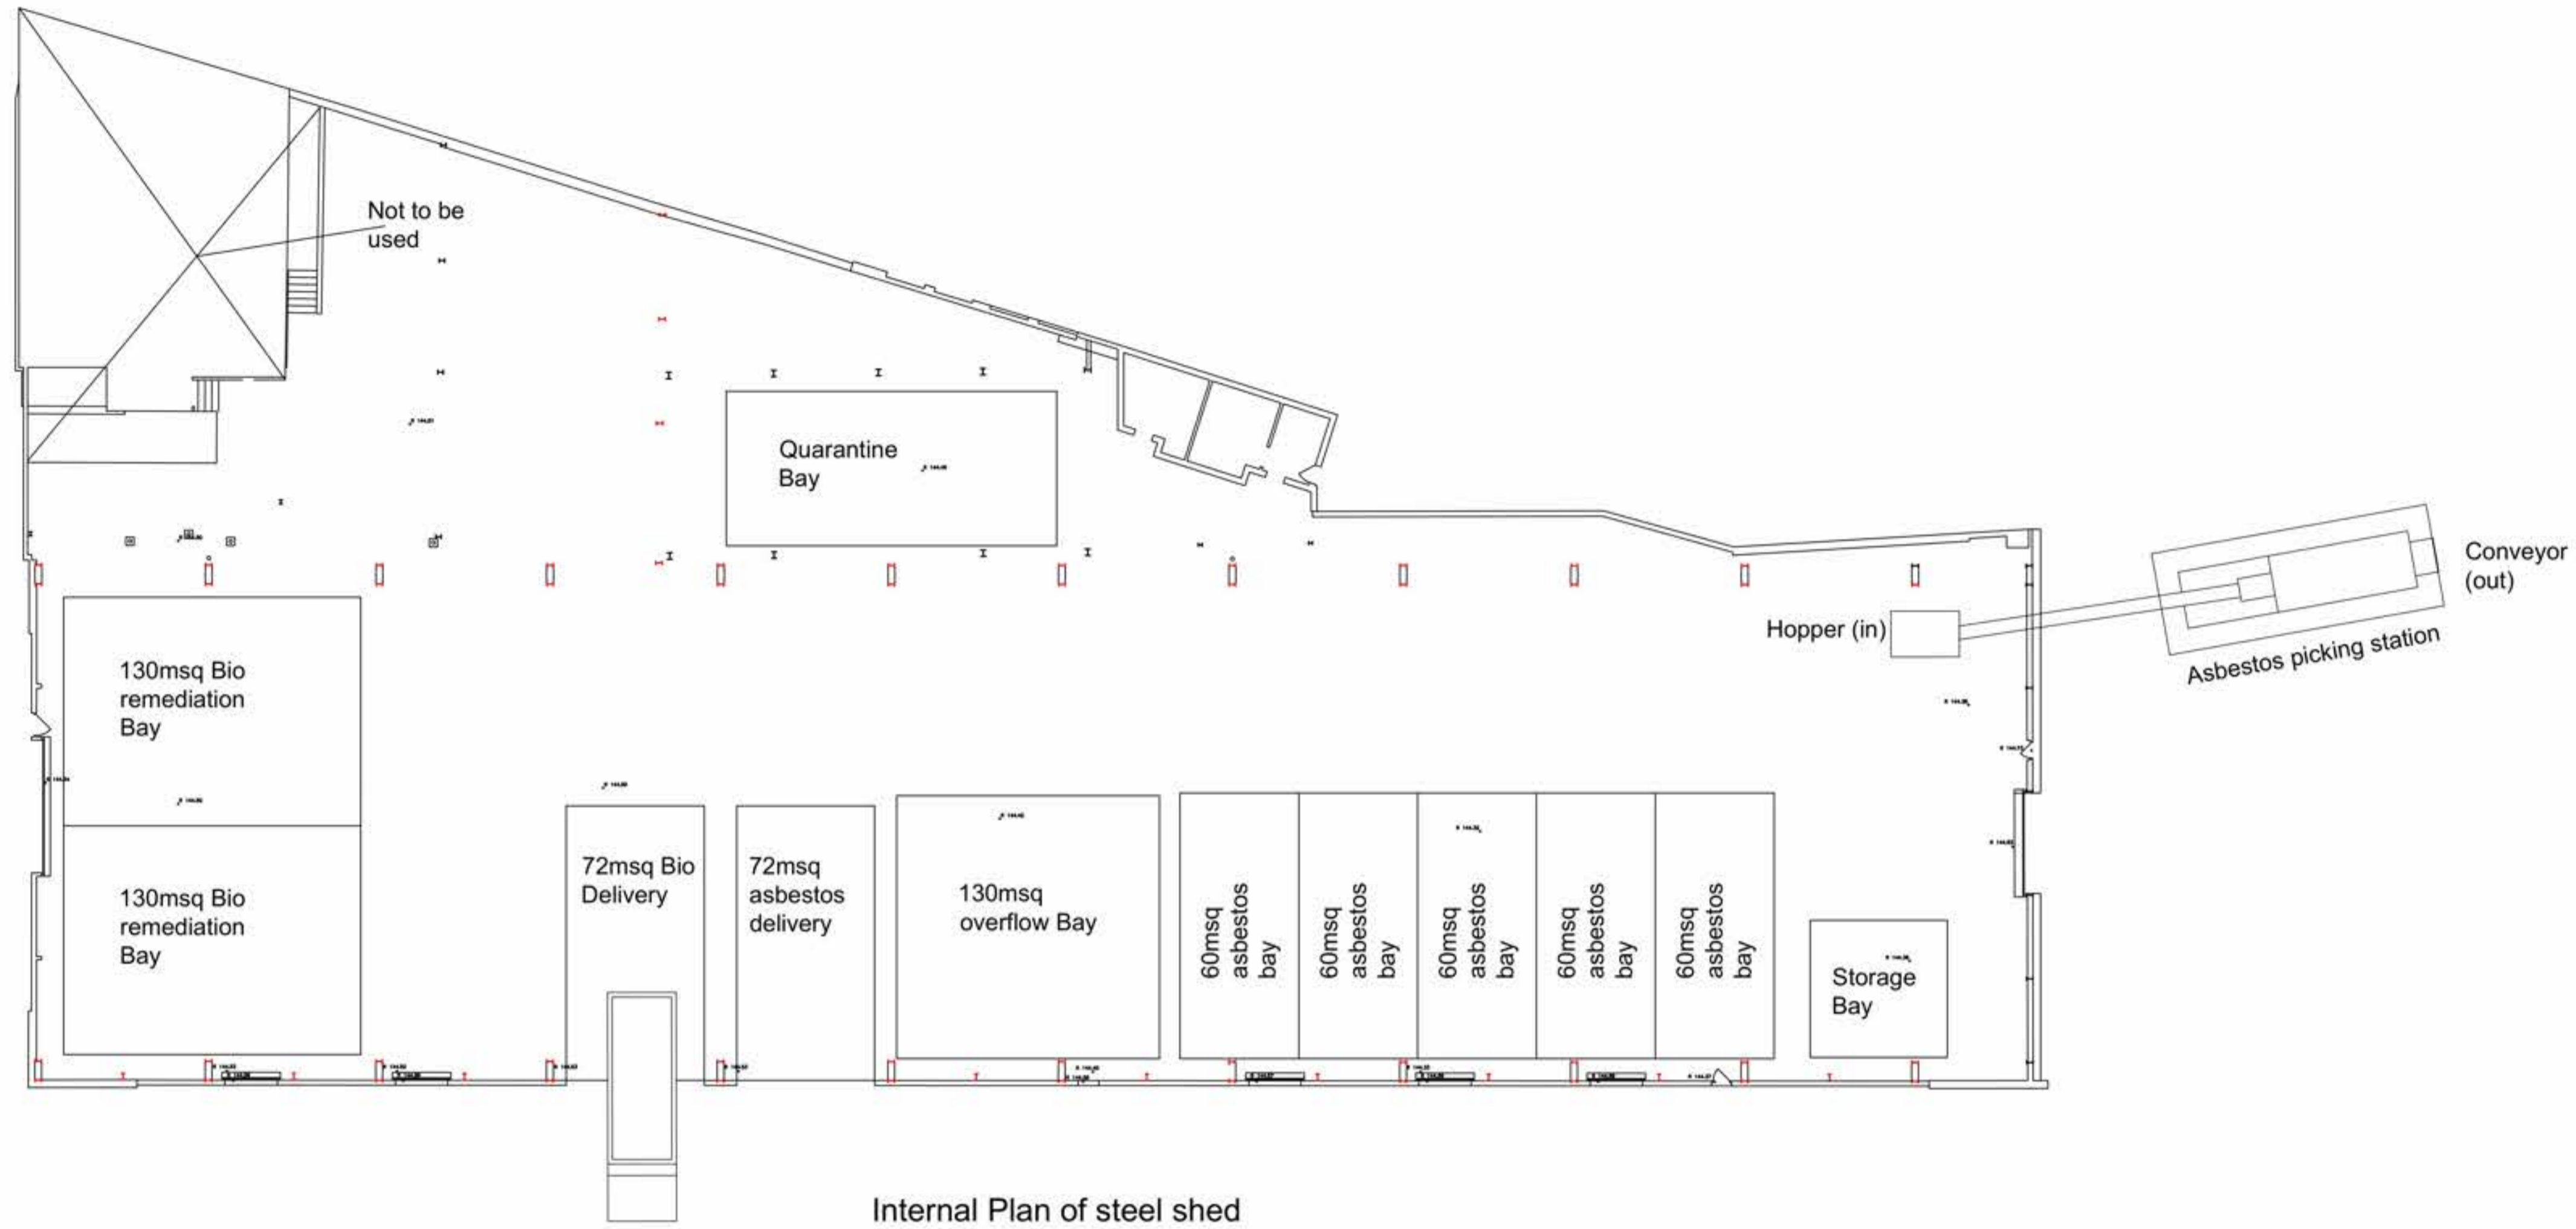 Not to be
used
Quarantine
Bay
Conveyor
(out)
Hopper (in)
Asbestos picking station
130msq Bio
remediation
Bay
130msq Bio
remediation
Bay
72msq Bio
Delivery
72msq
asbestos
delivery
130msq
overflow Bay
60msq
asbestos
bay
60msq
asbestos
bay
60msq
asbestos
bay
60msq
asbestos
bay
60msq
asbestos
bay
Storage
Bay
Internal Plan of steel shed